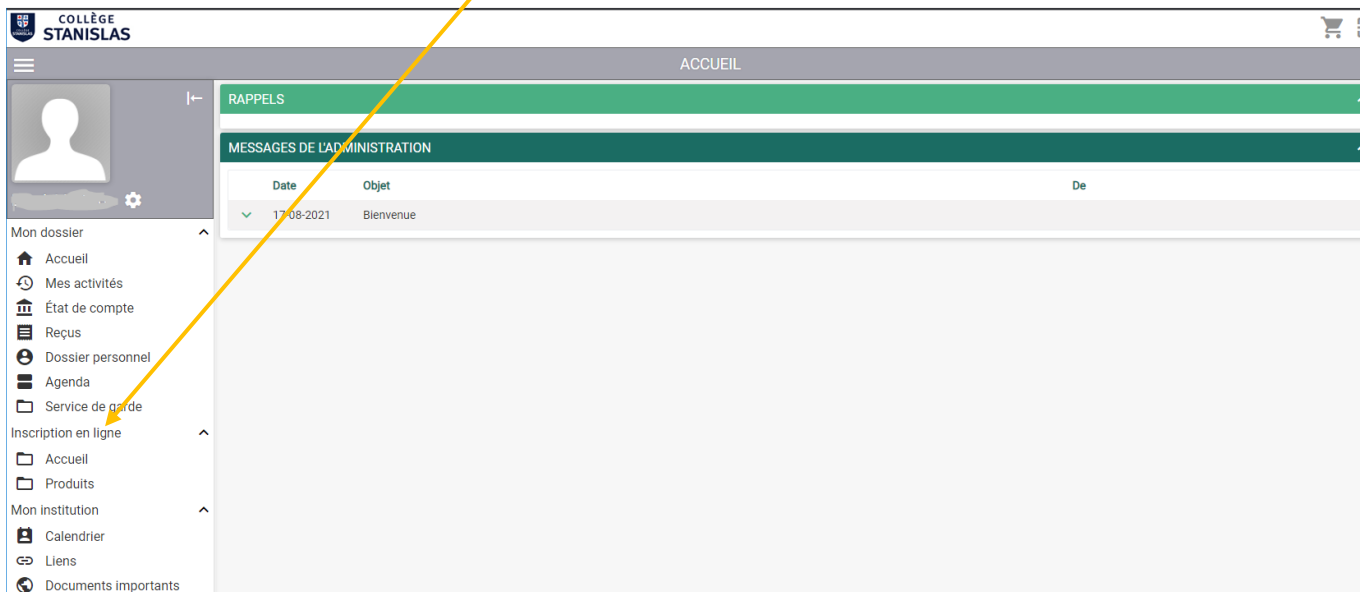 COLLÈGE
STANISLAS
ACCUEIL
RAPPELS
MESSAGES DE L'ADMINISTRATION
Date Objet De
17-08-2021 Bienvenue
Mon dossier
Accueil
Mes activités
État de compte
Reçus
Dossier personnel
Agenda
Service de garde
Inscription en ligne
Accueil
Produits
Mon institution
Calendrier
Liens
Documents importants